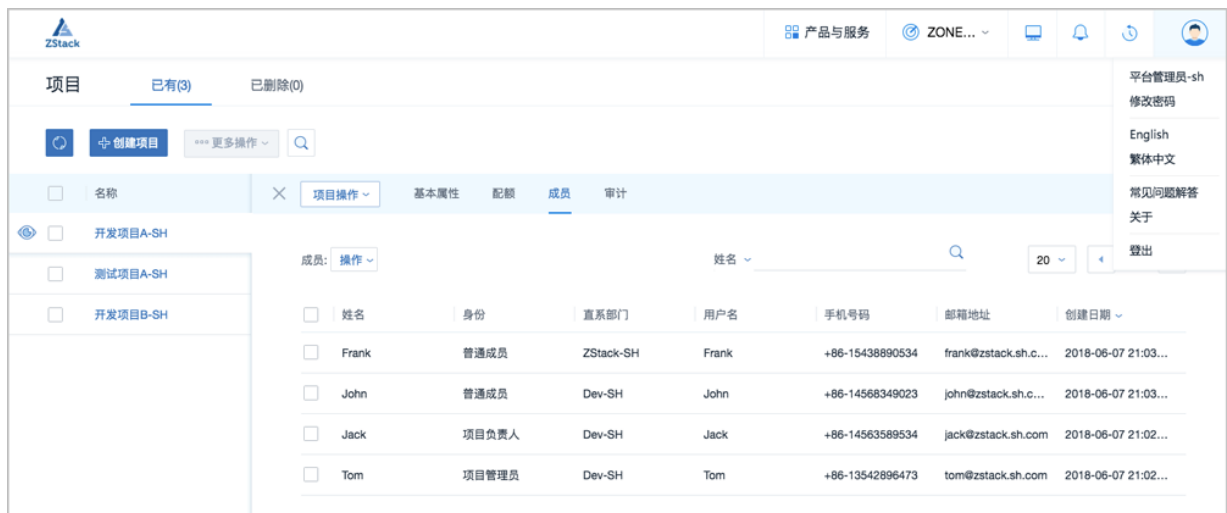 ZStack
产品与服务 ZONE...
项目 已有(3) 已删除(0)
平台管理员-sh
修改密码
English
繁体中文
常见问题解答
关于
登出
创建项目 更多操作
名称
项目操作 基本属性 配额 成员 审计
开发项目A-SH
测试项目A-SH
开发项目B-SH
成员: 操作 姓名 20
姓名 身份 直系部门 用户名 手机号码 邮箱地址 创建日期
Frank 普通成员 ZStack-SH Frank +86-15438890534 frank@zstack.sh.c... 2018-06-07 21:03...
John 普通成员 Dev-SH John +86-14568349023 john@zstack.sh.c... 2018-06-07 21:03...
Jack 项目负责人 Dev-SH Jack +86-14563589534 jack@zstack.sh.com 2018-06-07 21:02...
Tom 项目管理员 Dev-SH Tom +86-13542896473 tom@zstack.sh.com 2018-06-07 21:02...